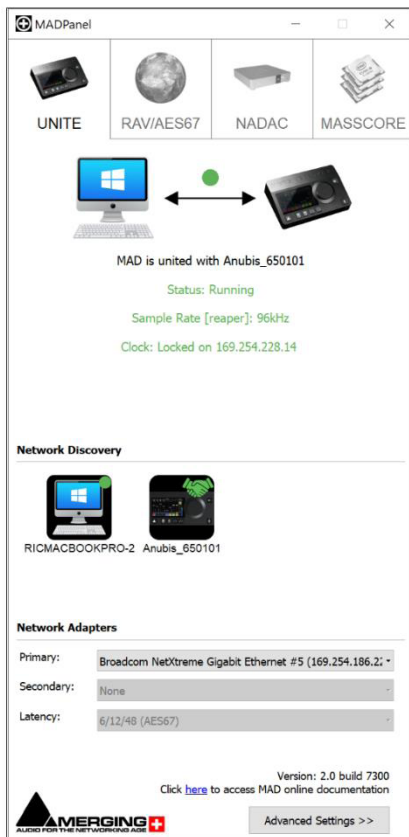 MADPanel
UNITE
RAV/AES67
NADAC
MASSCORE
MAD is united with Anubis_650101
Status: Running
Sample Rate [reaper]: 96kHz
Clock: Locked on 169.254.228.14
Network Discovery
RICMACBOOKPRO-2 Anubis_650101
Network Adapters
Primary: Broadcom NetXtreme Gigabit Ethernet #5 (169.254.186.2
Secondary: None
Latency: 6/12/48 (AES67)
Version: 2.0 build 7300
Click here to access MAD online documentation
MERGING
AUDIO FOR THE NETWORKING AGE
Advanced Settings >>